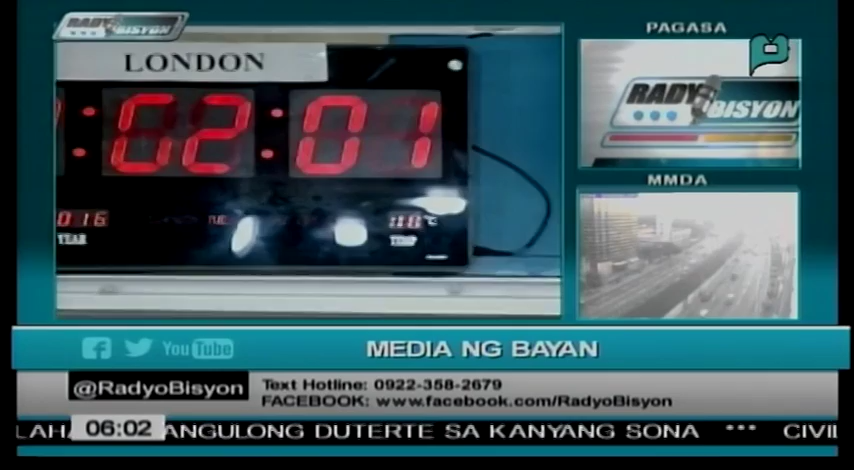 RADYO BISYON
LONDON
: 02 : 01
016
YEAR
TEMP
°C
PAGASA
RADYO BISYON
MMDA
MEDIA NG BAYAN
You Tube
@RadyoBisyon
Text Hotline: 0922-358-2679
FACEBOOK: www.facebook.com/RadyoBisyon
06:02
ANGULONG DUTERTE SA KANYANG SONA *** CIVIL